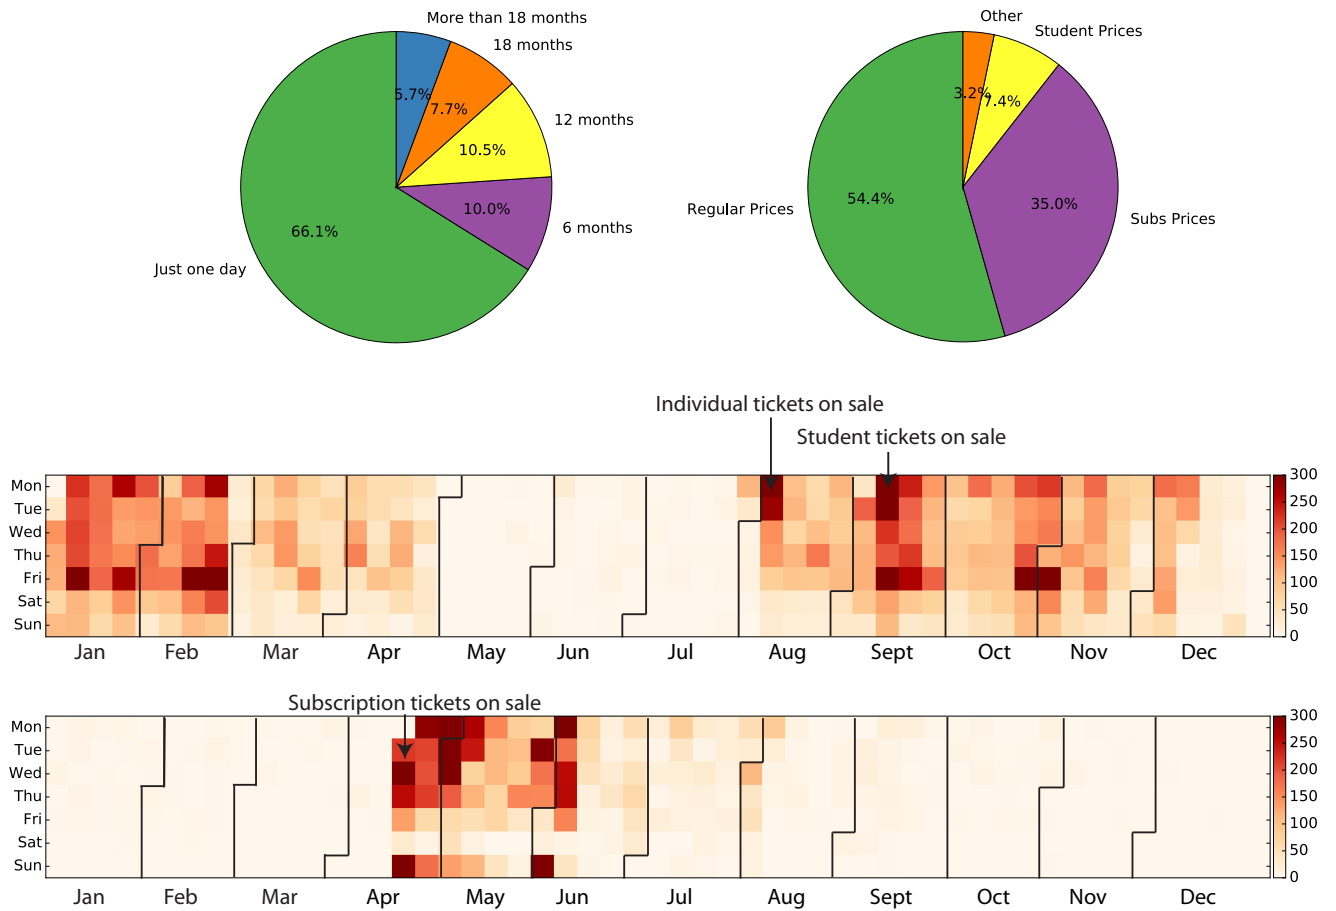 More than 18 months
18 months
12 months
6 months
Just one day
5.7%
7.7%
10.5%
10.0%
66.1%
Other
Student Prices
Subs Prices
Regular Prices
3.2%
7.4%
35.0%
54.4%
Individual tickets on sale
Student tickets on sale
Mon
Tue
Wed
Thu
Fri
Sat
Sun
300
300
250
200
150
100
50
0
Jan Feb Mar Apr May Jun Jul Aug Sept Oct Nov Dec
Subscription tickets on sale
Mon
Tue
Wed
Thu
Fri
Sat
Sun
300
250
200
150
100
50
0
Jan Feb Mar Apr May Jun Jul Aug Sept Oct Nov Dec